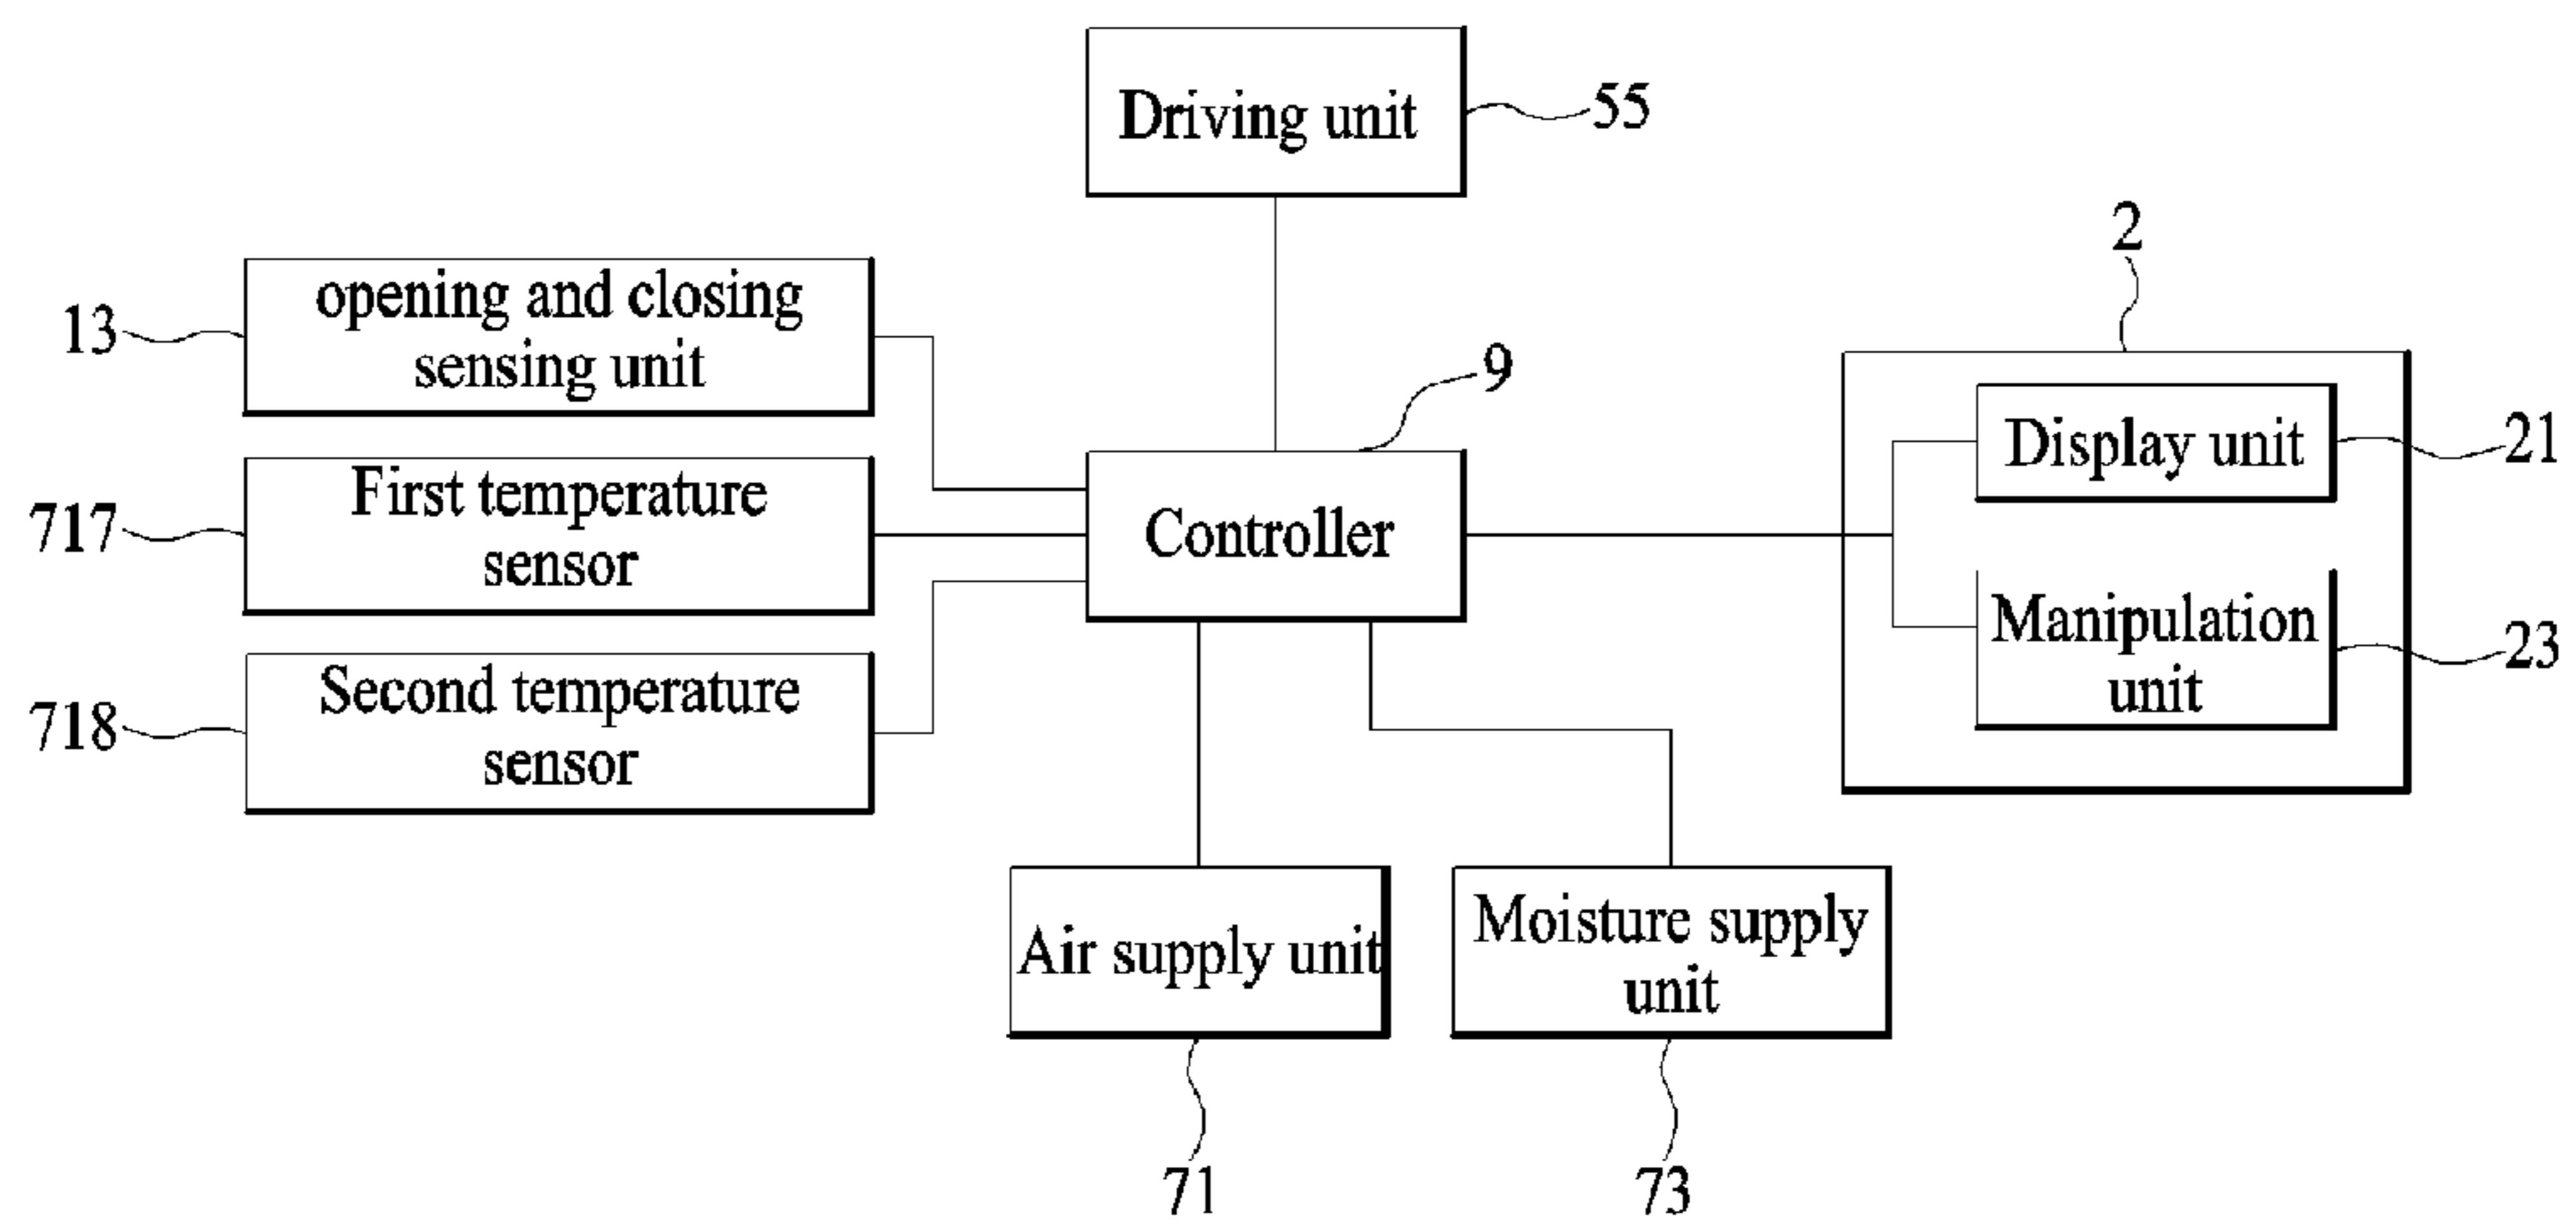 Driving unit
55
2
opening and closing
sensing unit
13
9
Display unit
21
First temperature
sensor
717
Controller
Manipulation
unit
23
Second temperature
sensor
718
Air supply unit
Moisture supply
unit
71
73